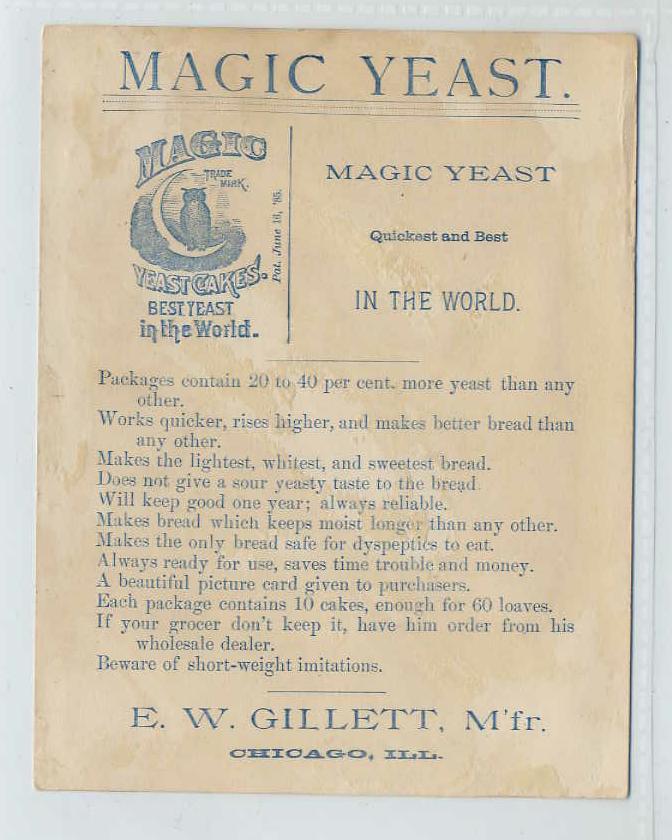 MAGIC YEAST.
MAGIC
TRADE
MARK.
Pat. June 16, '85.
YEAST CAKES.
BEST YEAST
in the World.
MAGIC YEAST
Quickest and Best
IN THE WORLD.
Packages contain 20 to 40 per cent. more yeast than any
other.
Works quicker, rises higher, and makes better bread than
any other.
Makes the lightest, whitest, and sweetest bread.
Does not give a sour yeasty taste to the bread.
Will keep good one year; always reliable.
Makes bread which keeps moist longer than any other.
Makes the only bread safe for dyspeptics to eat.
Always ready for use, saves time trouble and money.
A beautiful picture card given to purchasers.
Each package contains 10 cakes, enough for 60 loaves.
If your grocer don't keep it, have him order from his
wholesale dealer.
Beware of short-weight imitations.
E. W. GILLETT, M'fr.
CHICAGO, ILL.